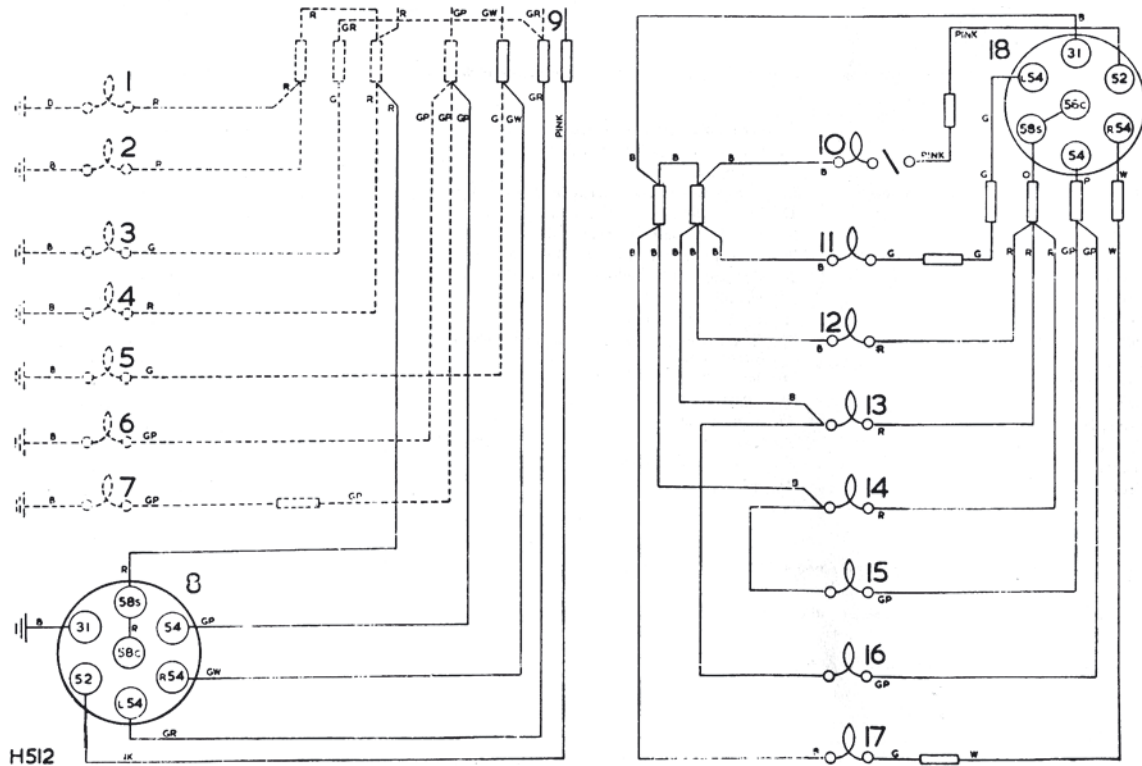 R R GP GW GR 9
GR
R G R R GP GP GP G GW GR PINK
1
R
2
B R
3
B G
4
B R
5
B G
6
B GP
7
B GP GP
8
R
58s
B 31 R 54 GP
58c
52 R54 GW
L54
GR
H512
B
PINK 18
31
L54 52
56c
58s R54
54
G
B B B
10
B PINK
G O P W
11
B G G
B B B B B R R R GP GP W
12
B R
13
B R
14
B R
15
GP
16
GP
17
G W